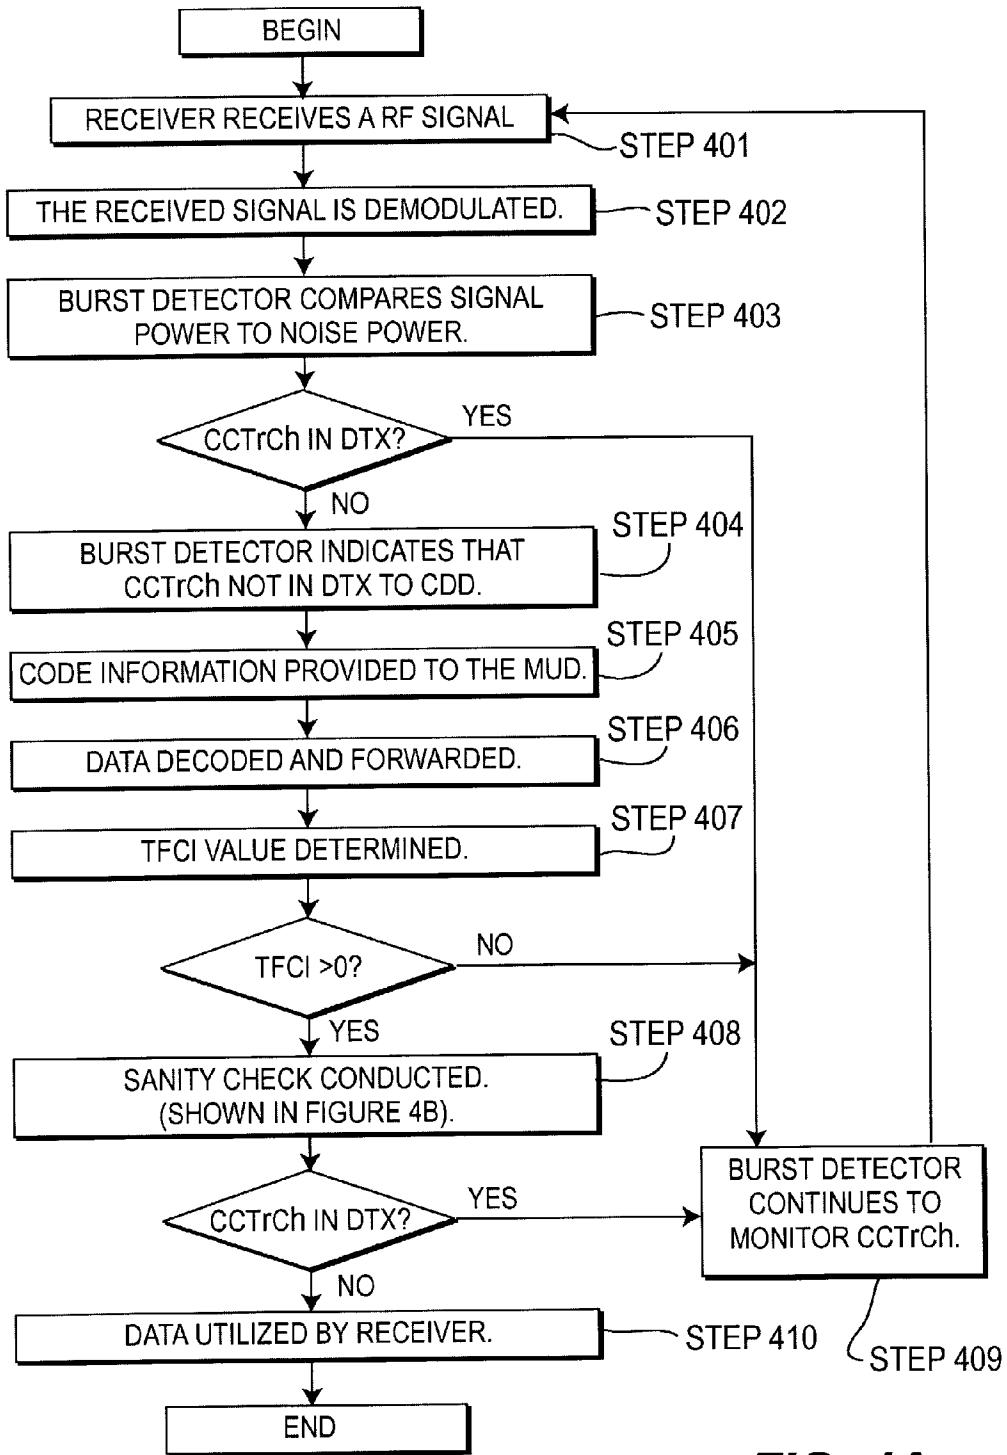 BEGIN
RECEIVER RECEIVES A RF SIGNAL
STEP 401
THE RECEIVED SIGNAL IS DEMODULATED.
STEP 402
BURST DETECTOR COMPARES SIGNAL
POWER TO NOISE POWER.
STEP 403
CCTrCh IN DTX?
YES
NO
STEP 404
BURST DETECTOR INDICATES THAT
CCTrCh NOT IN DTX TO CDD.
STEP 405
CODE INFORMATION PROVIDED TO THE MUD.
STEP 406
DATA DECODED AND FORWARDED.
STEP 407
TFCI VALUE DETERMINED.
TFCI >0?
NO
YES
STEP 408
SANITY CHECK CONDUCTED.
(SHOWN IN FIGURE 4B).
CCTrCh IN DTX?
YES
NO
BURST DETECTOR
CONTINUES TO
MONITOR CCTrCh.
STEP 409
DATA UTILIZED BY RECEIVER.
STEP 410
END